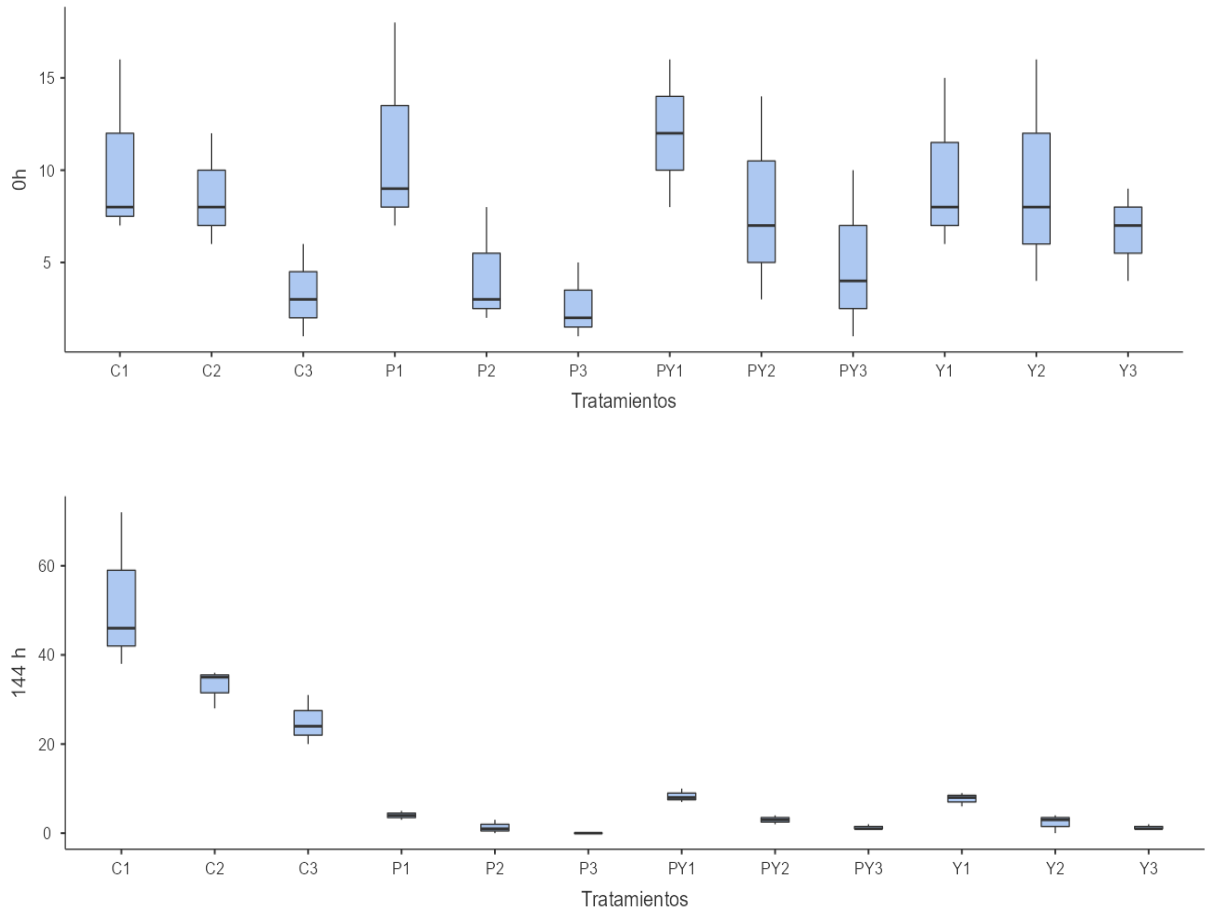 15
10
5
0h
C1 C2 C3 P1 P2 P3 PY1 PY2 PY3 Y1 Y2 Y3
Tratamientos
60
40
20
0
144 h
C1 C2 C3 P1 P2 P3 PY1 PY2 PY3 Y1 Y2 Y3
Tratamientos